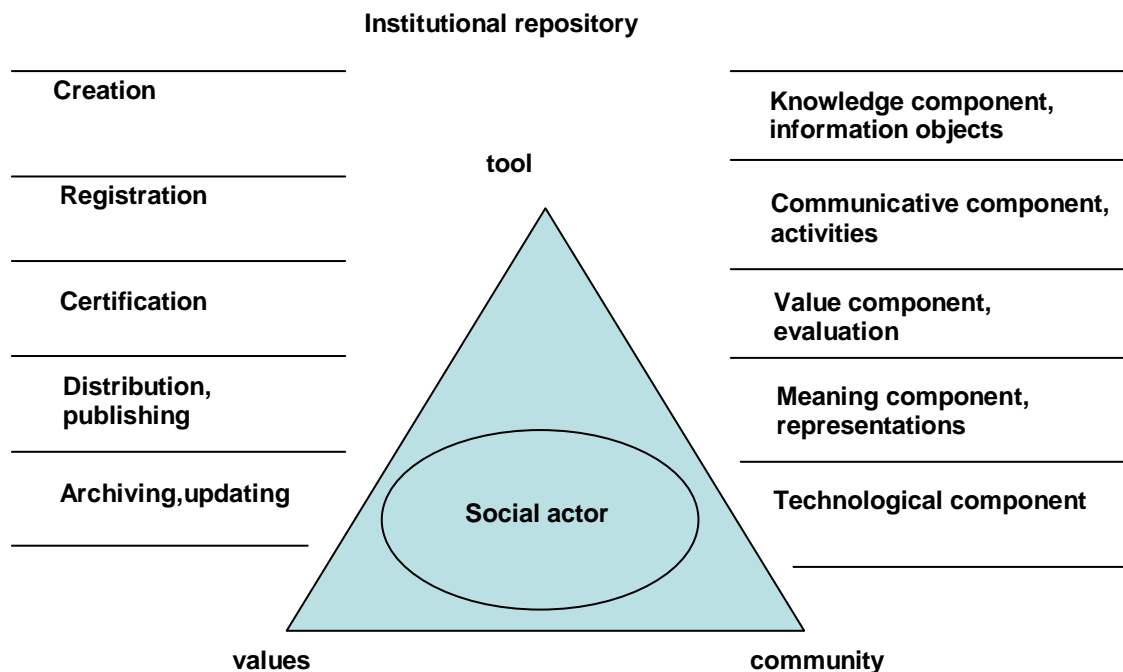 Institutional repository
Creation
Registration
Certification
Distribution,
publishing
Archiving,updating
tool
Social actor
values
community
Knowledge component,
information objects
Communicative component,
activities
Value component,
evaluation
Meaning component,
representations
Technological component